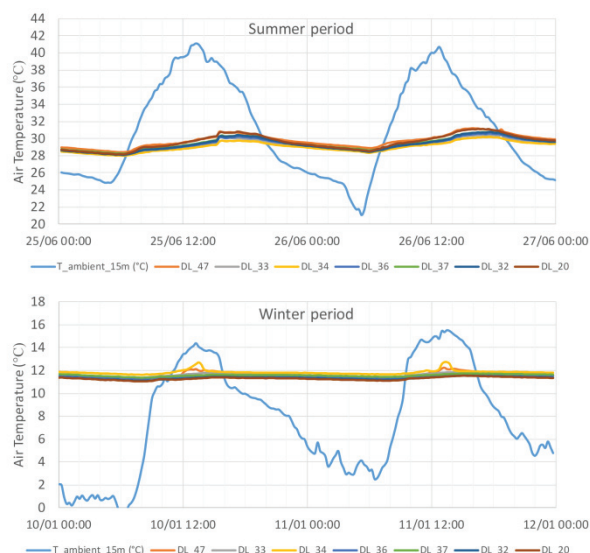 Summer period
Air Temperature (°C)
44
42
40
38
36
34
32
30
28
26
24
22
20
25/06 00:00 25/06 12:00 26/06 00:00 26/06 12:00 27/06 00:00
T_ambient_15m (°C) DL_47 DL_33 DL_34 DL_36 DL_37 DL_32 DL_20
Winter period
Air Temperature (°C)
18
16
14
12
10
8
6
4
2
0
10/01 00:00 10/01 12:00 11/01 00:00 11/01 12:00 12/01 00:00
T_ambient_15m (°C) DL_47 DL_33 DL_34 DL_36 DL_37 DL_32 DL_20